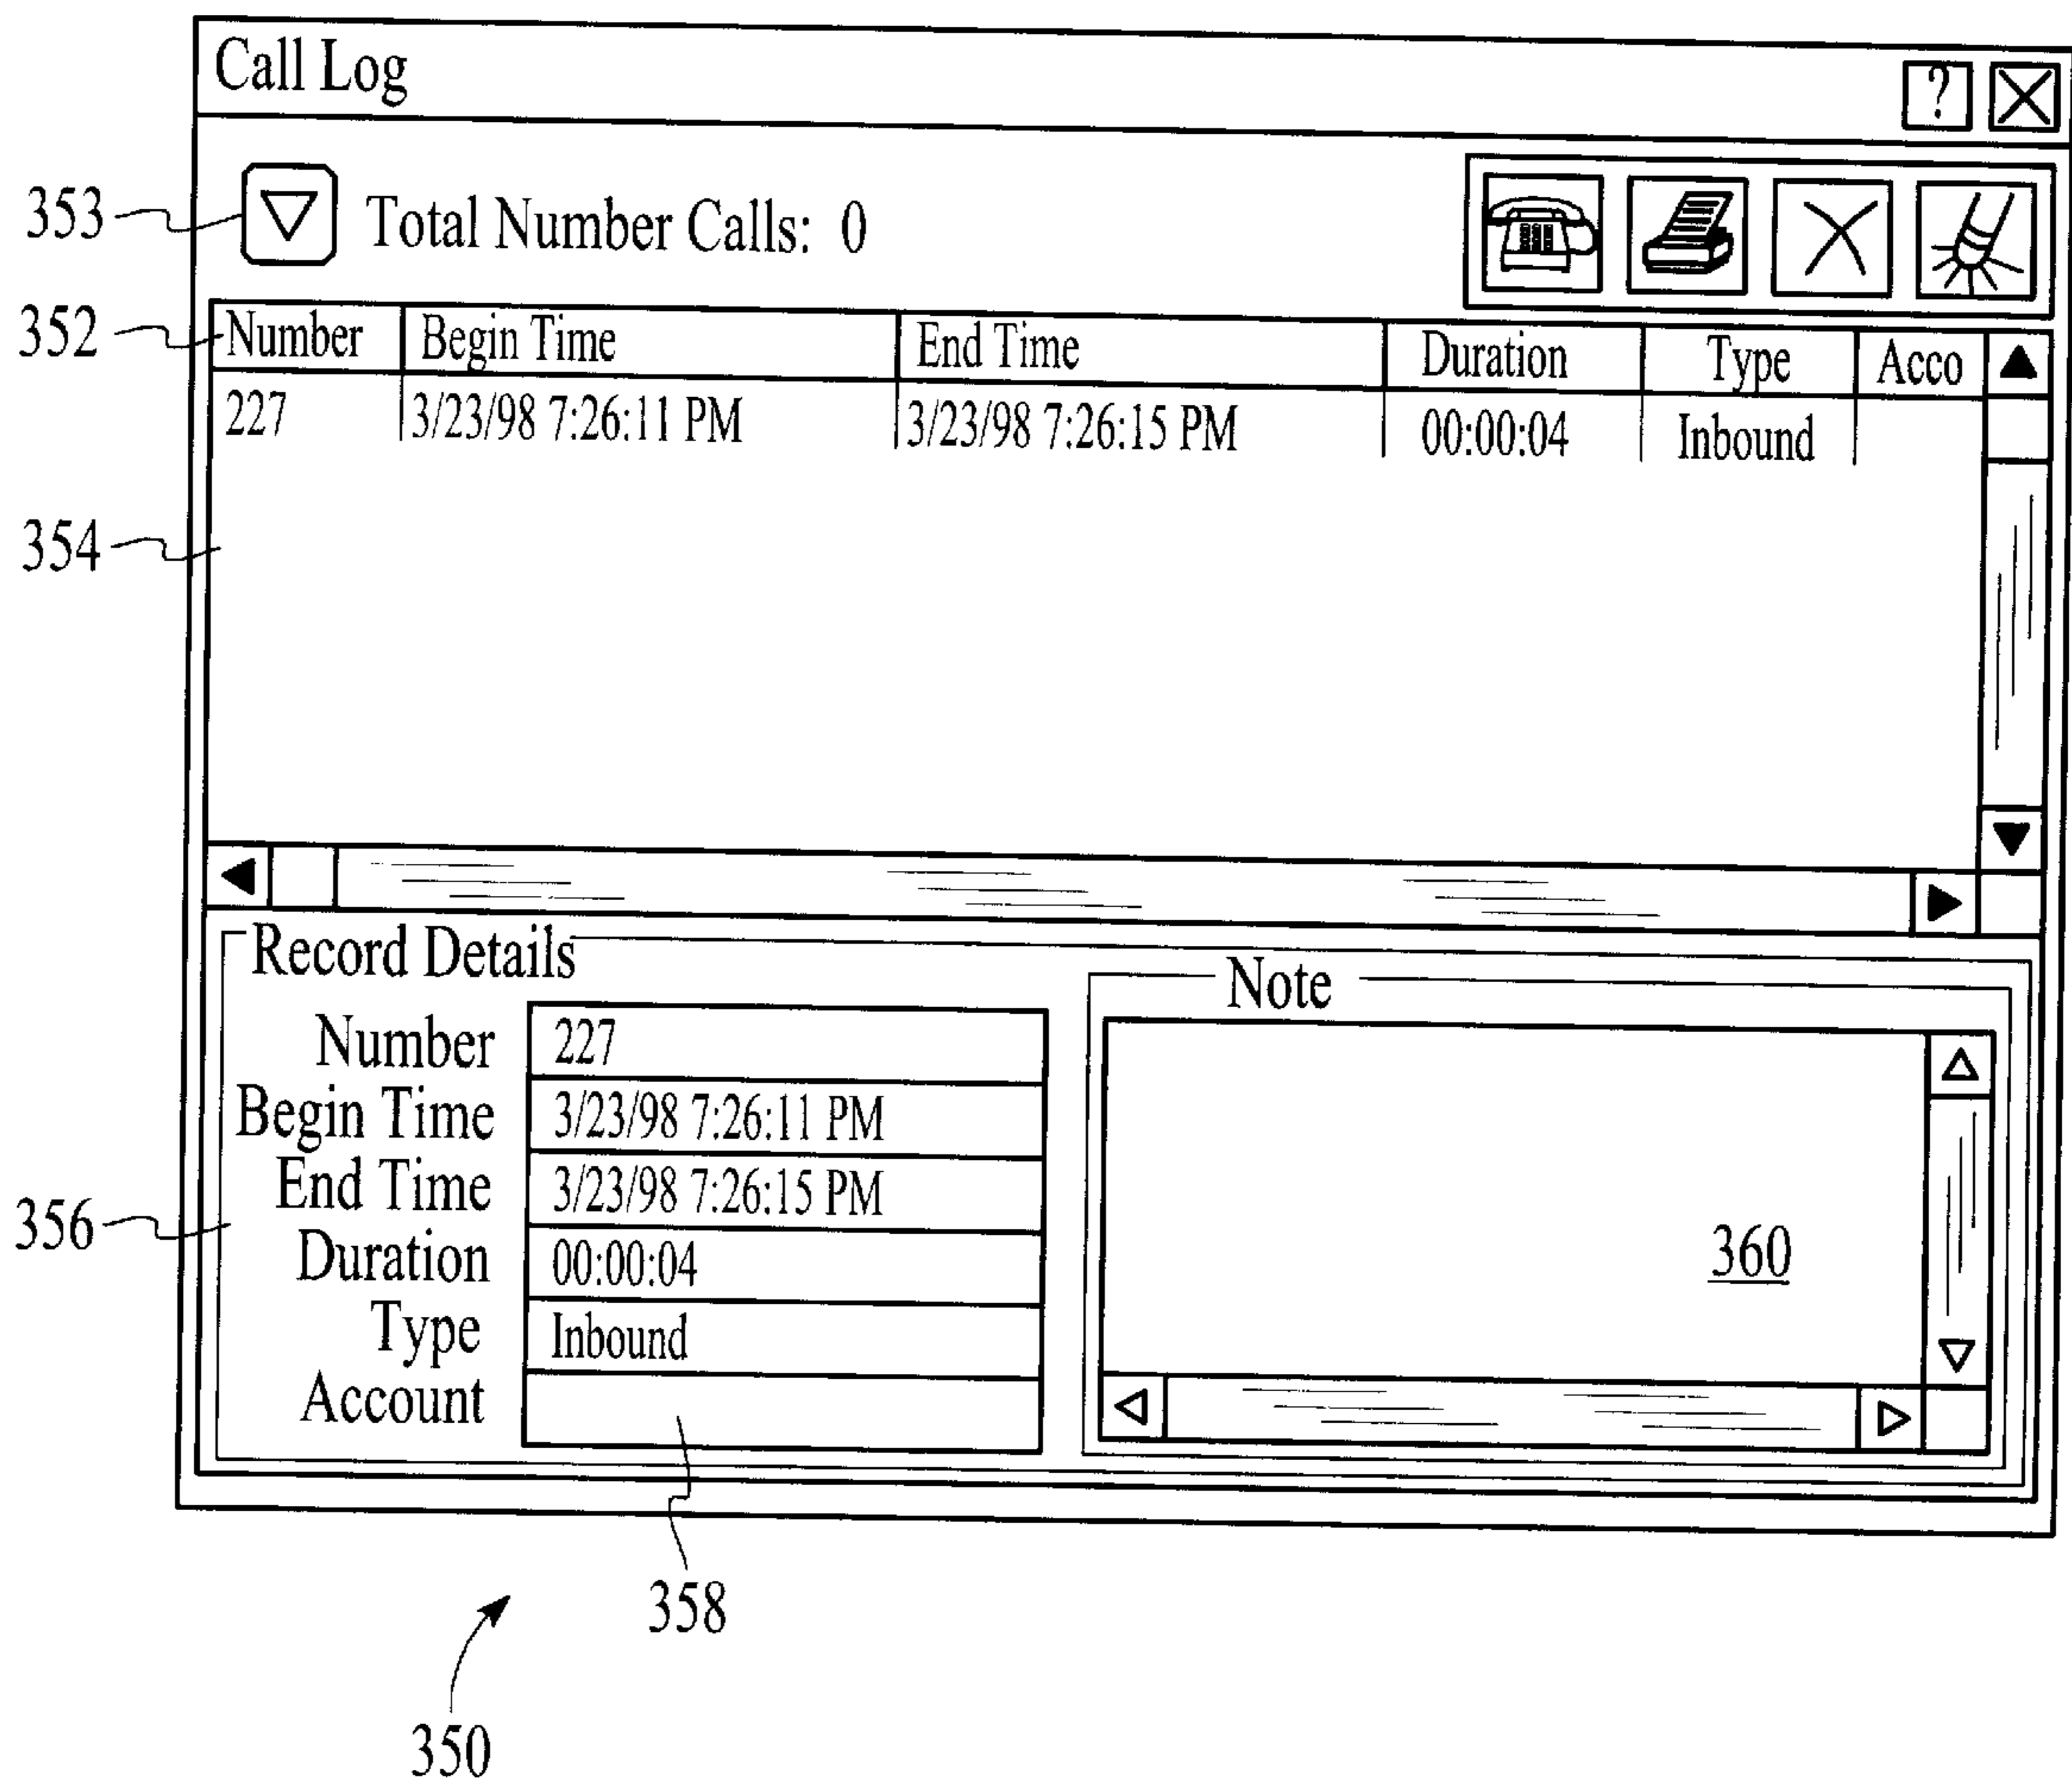 Call Log ?
353 Total Number Calls: 0
352 Number Begin Time End Time Duration Type Acco
227 3/23/98 7:26:11 PM 3/23/98 7:26:15 PM 00:00:04 Inbound
354
Record Details
Note
Number 227
Begin Time 3/23/98 7:26:11 PM
End Time 3/23/98 7:26:15 PM
356
Duration 00:00:04
360
Type Inbound
Account
358
350